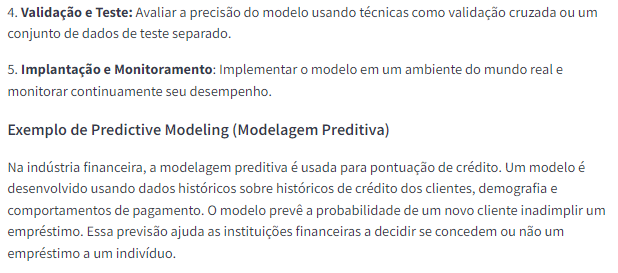 4. Validação e Teste: Avaliar a precisão do modelo usando técnicas como validação cruzada ou um
conjunto de dados de teste separado.
5. Implantação e Monitoramento: Implementar o modelo em um ambiente do mundo real e
monitorar continuamente seu desempenho.
Exemplo de Predictive Modeling (Modelagem Preditiva)
Na indústria financeira, a modelagem preditiva é usada para pontuação de crédito. Um modelo é
desenvolvido usando dados históricos sobre históricos de crédito dos clientes, demografia e
comportamentos de pagamento. O modelo prevê a probabilidade de um novo cliente inadimplir um
empréstimo. Essa previsão ajuda as instituições financeiras a decidir se concedem ou não um
empréstimo a um indivíduo.